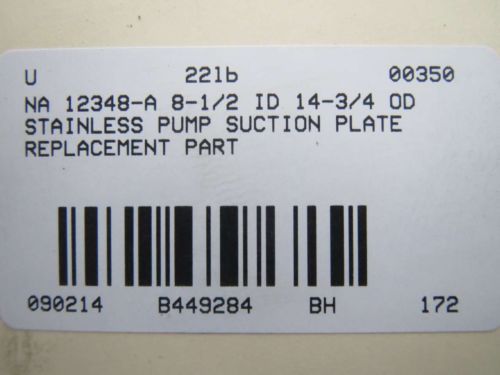 U 22lb 00350
NA 12348-A 8-1/2 ID 14-3/4 OD
STAINLESS PUMP SUCTION PLATE
REPLACEMENT PART
090214 B449284 BH 172